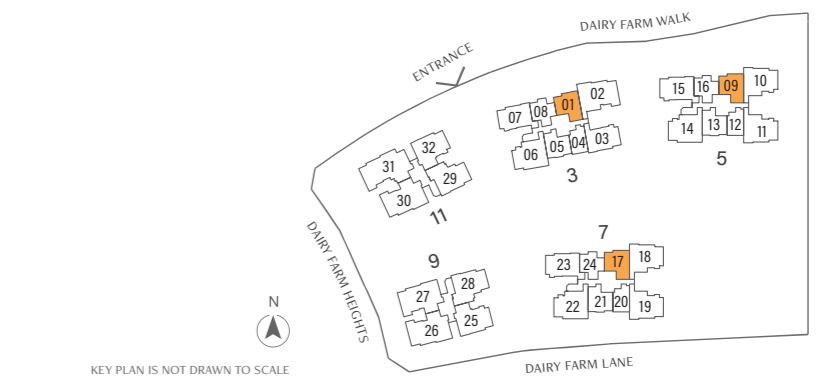 DAIRY FARM WALK
ENTRANCE
15 16 09 10
14 13 12 11
5
07 08 01 02
06 05 04 03
3
31 32
30 29
11
7
23 24 17 18
22 21 20 19
9
27 28
26 25
DAIRY FARM HEIGHTS
N
DAIRY FARM LANE
KEY PLAN IS NOT DRAWN TO SCALE